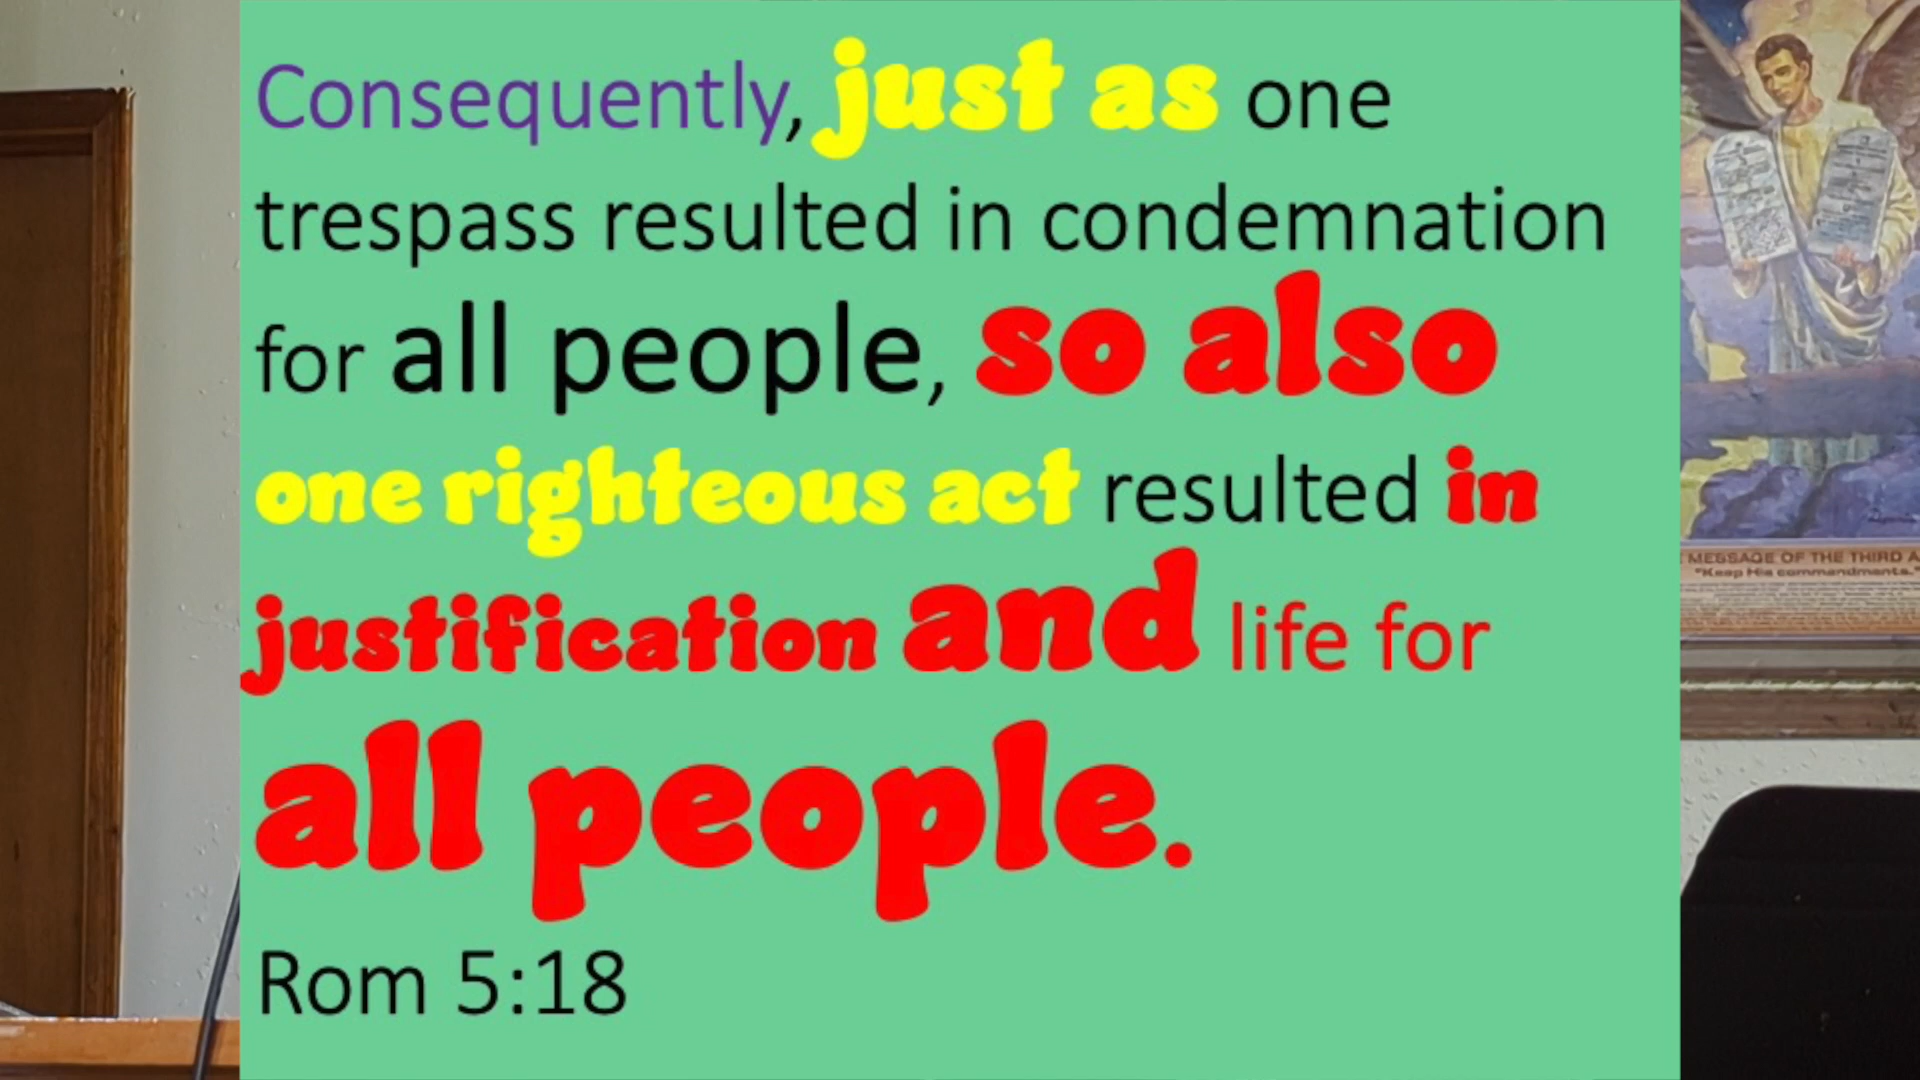 Consequently, just as one
trespass resulted in condemnation
for all people, so also
one righteous act resulted in
justification and life for
all people.
Rom 5:18
MESSAGE OF THE THIRD A
"Keep His commandments."